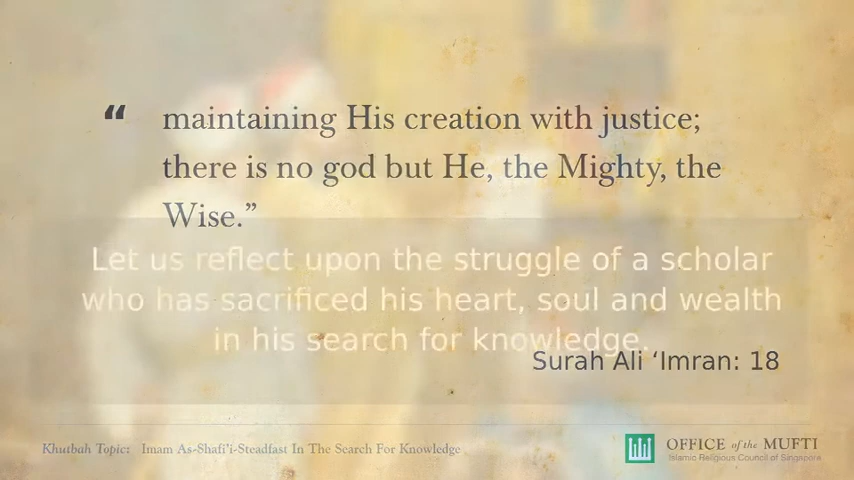 “ maintaining His creation with justice;
there is no god but He, the Mighty, the
Wise.”
Let us reflect upon the struggle of a scholar
who has sacrificed his heart, soul and wealth
in his search for knowledge.
Surah Ali ‘Imran: 18
Khutbah Topic: Imam As-Shafi'i-Steadfast In The Search For Knowledge
OFFICE of the MUFTI
Islamic Religious Council of Singapore